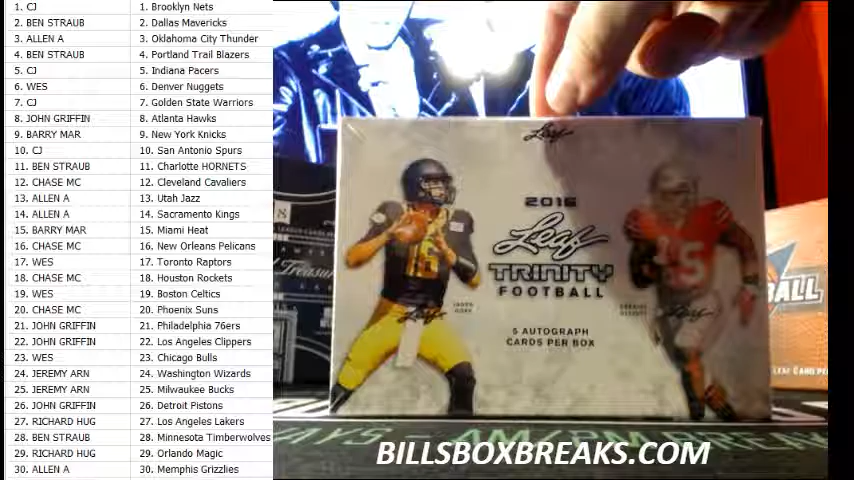 1. CJ
2. BEN STRAUB
3. ALLEN A
4. BEN STRAUB
5. CJ
6. WES
7. CJ
8. JOHN GRIFFIN
9. BARRY MAR
10. CJ
11. BEN STRAUB
12. CHASE MC
13. ALLEN A
14. ALLEN A
15. BARRY MAR
16. CHASE MC
17. WES
18. CHASE MC
19. WES
20. CHASE MC
21. JOHN GRIFFIN
22. JOHN GRIFFIN
23. WES
24. JEREMY ARN
25. JEREMY ARN
26. JOHN GRIFFIN
27. RICHARD HUG
28. BEN STRAUB
29. RICHARD HUG
30. ALLEN A
1. Brooklyn Nets
2. Dallas Mavericks
3. Oklahoma City Thunder
4. Portland Trail Blazers
5. Indiana Pacers
6. Denver Nuggets
7. Golden State Warriors
8. Atlanta Hawks
9. New York Knicks
10. San Antonio Spurs
11. Charlotte HORNETS
12. Cleveland Cavaliers
13. Utah Jazz
14. Sacramento Kings
15. Miami Heat
16. New Orleans Pelicans
17. Toronto Raptors
18. Houston Rockets
19. Boston Celtics
20. Phoenix Suns
21. Philadelphia 76ers
22. Los Angeles Clippers
23. Chicago Bulls
24. Washington Wizards
25. Milwaukee Bucks
26. Detroit Pistons
27. Los Angeles Lakers
28. Minnesota Timberwolves
29. Orlando Magic
30. Memphis Grizzlies
Leaf
2016
Leaf
TRINITY
FOOTBALL
5 AUTOGRAPH
CARDS PER BOX
16
15
Leaf
Leaf
BALL
LEAF CARD PE
BILLSBOXBREAKS.COM